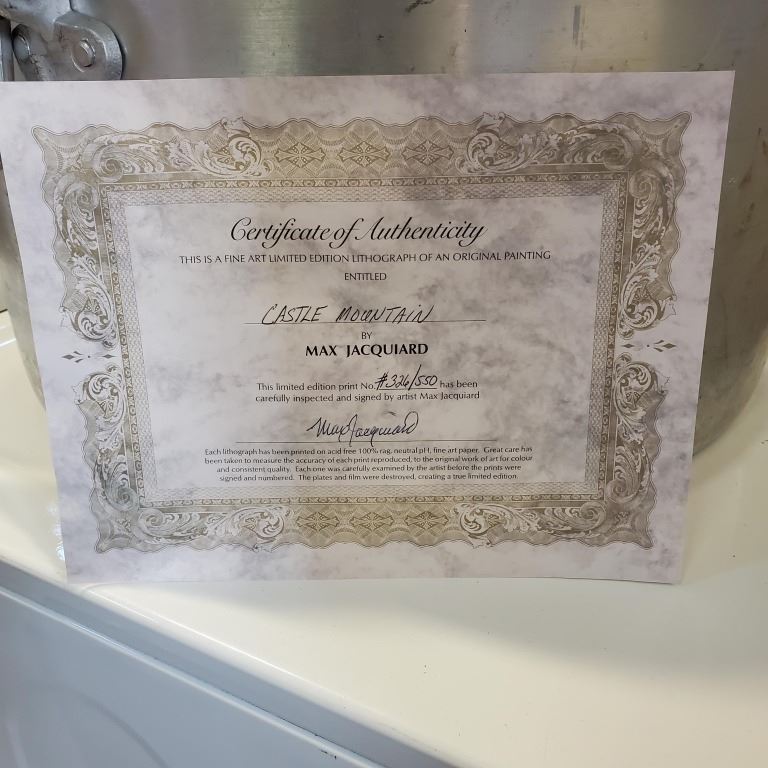 Certificate of Authenticity
THIS IS A FINE ART LIMITED EDITION LITHOGRAPH OF AN ORIGINAL PAINTING
ENTITLED
CASTLE MOUNTAIN
BY
MAX JACQUIARD
This limited edition print No. #326/550 has been
carefully inspected and signed by artist Max Jacquiard
Max Jacquiard
Each lithograph has been printed on acid free 100% rag, neutral pH, fine art paper. Great care has
been taken to measure the accuracy of each print reproduced, to the original work of art for colour
and consistent quality. Each one was carefully examined by the artist before the prints were
signed and numbered. The plates and film were destroyed, creating a true limited edition.